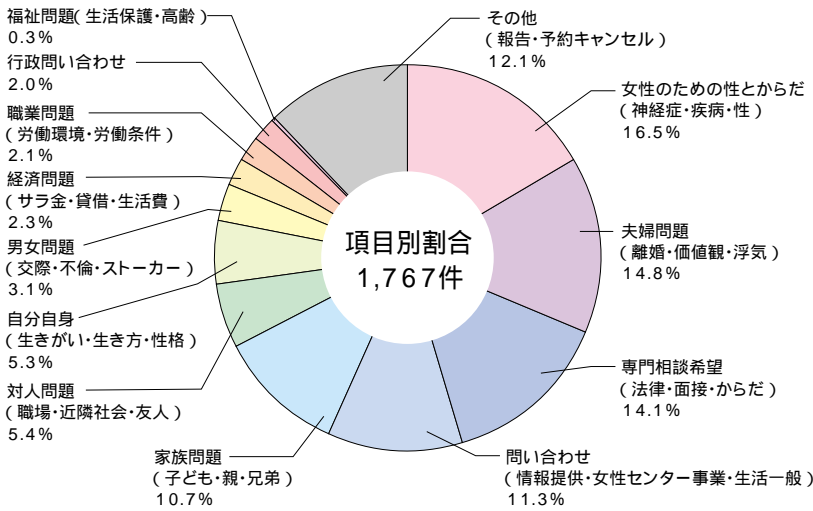 福祉問題(生活保護・高齢)
0.3%
行政問い合わせ
2.0%
職業問題
(労働環境・労働条件)
2.1%
経済問題
(サラ金・貸借・生活費)
2.3%
男女問題
(交際・不倫・ストーカー)
3.1%
自分自身
(生きがい・生き方・性格)
5.3%
対人問題
(職場・近隣社会・友人)
5.4%
家族問題
(子ども・親・兄弟)
10.7%
項目別割合
1,767件
その他
(報告・予約キャンセル)
12.1%
女性のための性とからだ
(神経症・疾病・性)
16.5%
夫婦問題
(離婚・価値観・浮気)
14.8%
専門相談希望
(法律・面接・からだ)
14.1%
問い合わせ
(情報提供・女性センター事業・生活一般)
11.3%